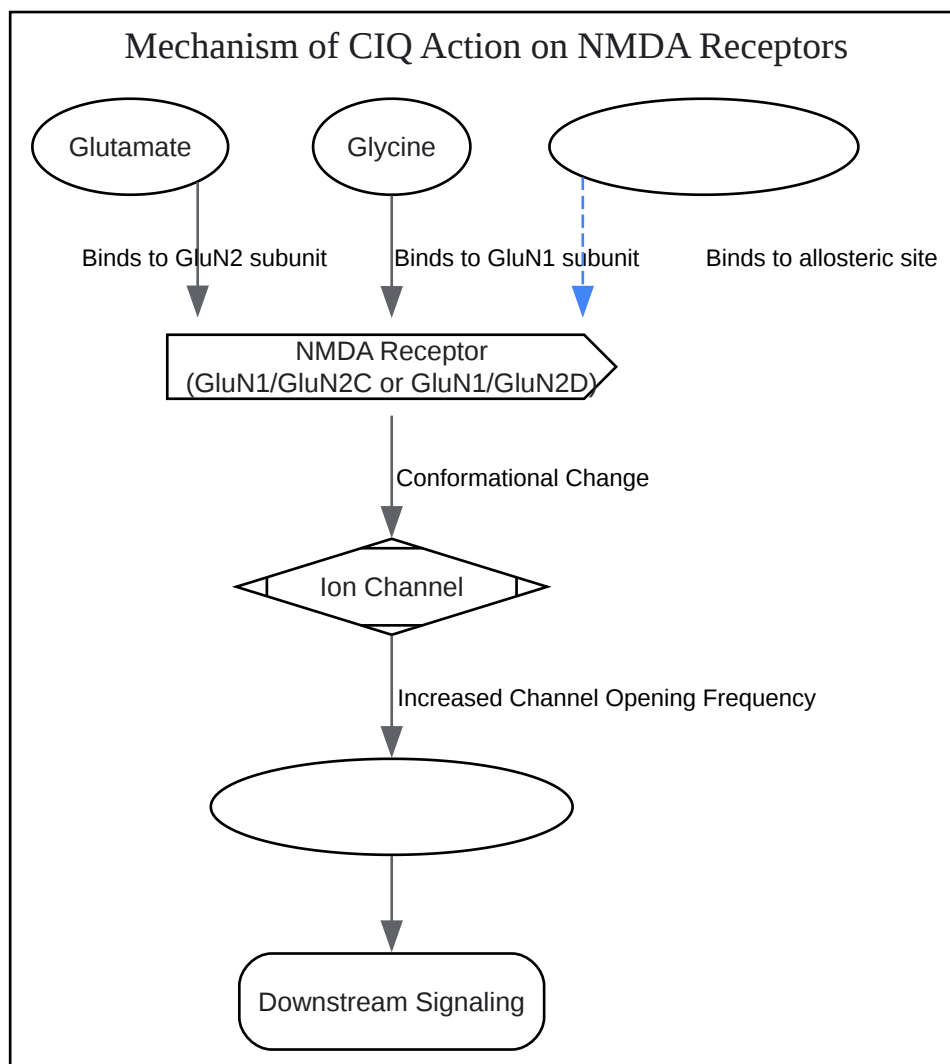 Mechanism of CIQ Action on NMDA Receptors
Glutamate
Glycine
Binds to GluN2 subunit
Binds to GluN1 subunit
Binds to allosteric site
NMDA Receptor
(GluN1/GluN2C or GluN1/GluN2D)
Conformational Change
Ion Channel
Increased Channel Opening Frequency
Downstream Signaling